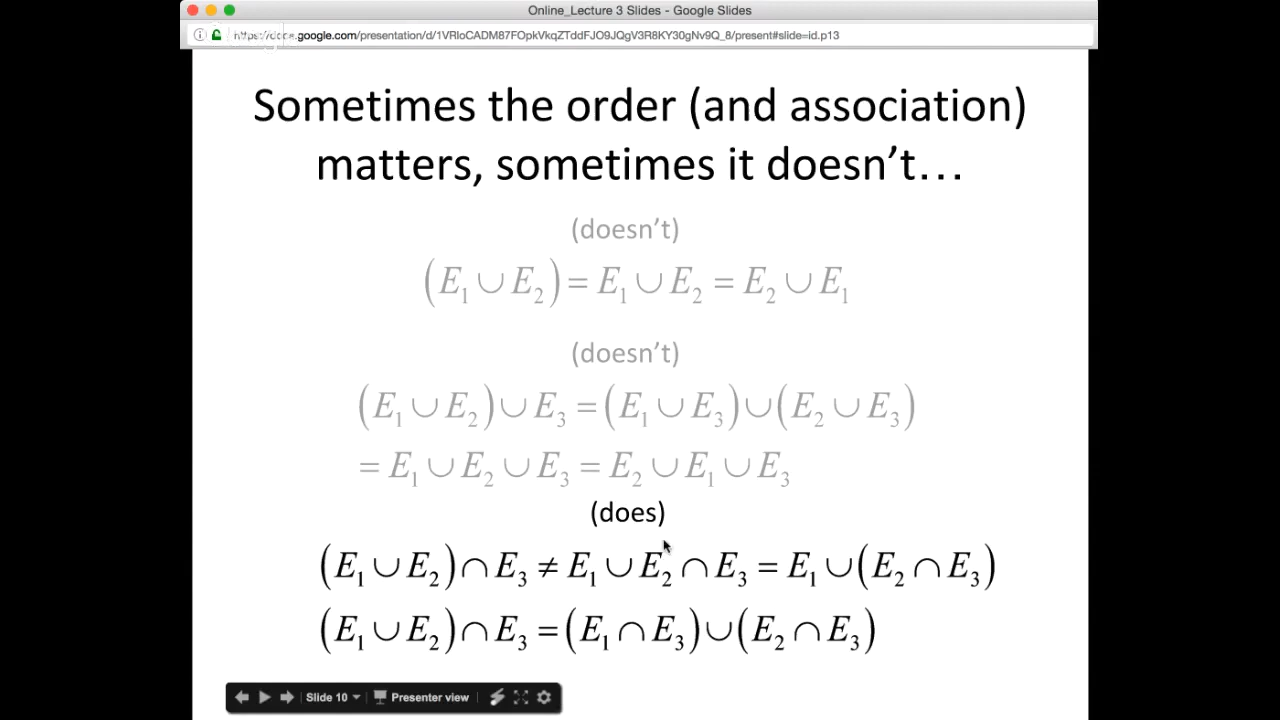 Online_Lecture 3 Slides - Google Slides
https://docs.google.com/presentation/d/1VRIoCADM87FOpkVkqZTddFJO9JQgV3R8KY30gNv9Q_8/present#slide=id.p13
Sometimes the order (and association)
matters, sometimes it doesn’t…
(doesn’t)
(E₁ ∪ E₂) = E₁ ∪ E₂ = E₂ ∪ E₁
(doesn’t)
(E₁ ∪ E₂) ∪ E₃ = (E₁ ∪ E₃) ∪ (E₂ ∪ E₃)
= E₁ ∪ E₂ ∪ E₃ = E₂ ∪ E₁ ∪ E₃
(does)
(E₁ ∪ E₂) ∩ E₃ ≠ E₁ ∪ E₂ ∩ E₃ = E₁ ∪ (E₂ ∩ E₃)
(E₁ ∪ E₂) ∩ E₃ = (E₁ ∩ E₃) ∪ (E₂ ∩ E₃)
Slide 10 Presenter view